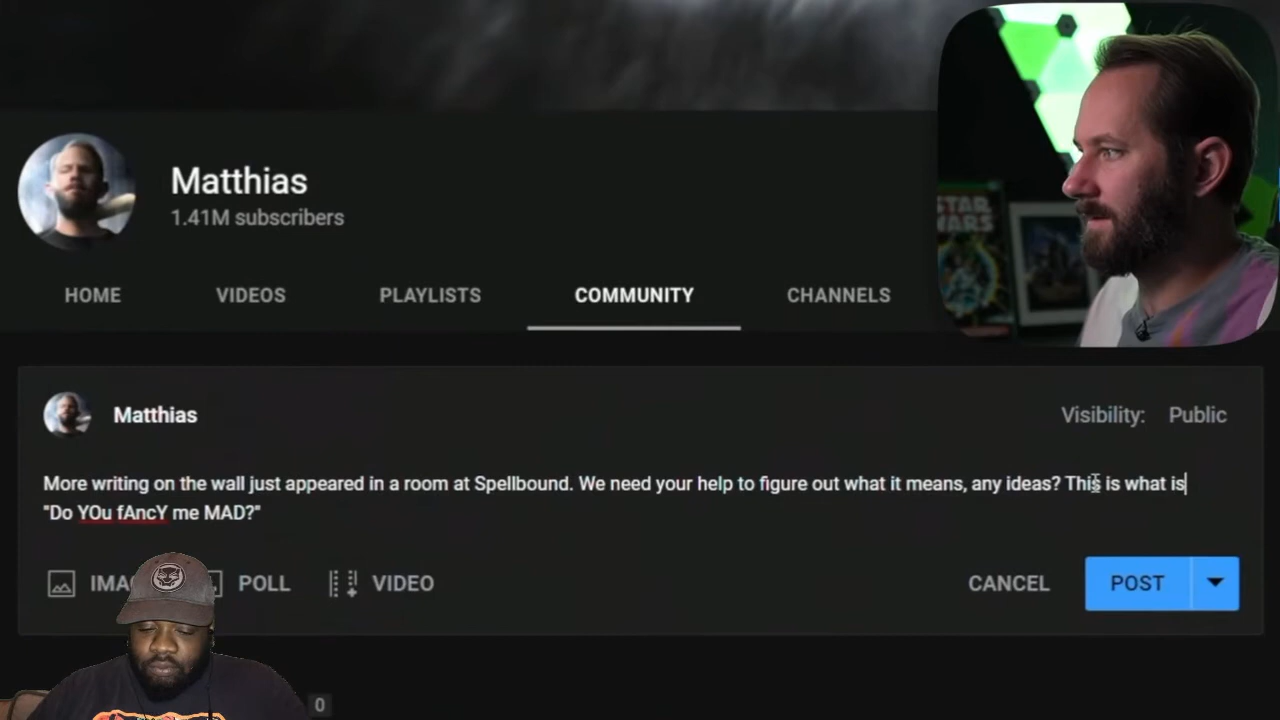 STAR
WARS
Matthias
1.41M subscribers
HOME VIDEOS PLAYLISTS COMMUNITY CHANNELS
Matthias
Visibility: Public
More writing on the wall just appeared in a room at Spellbound. We need your help to figure out what it means, any ideas? This is what is
"Do YOu fAncY me MAD?"
IMA POLL VIDEO CANCEL POST
0